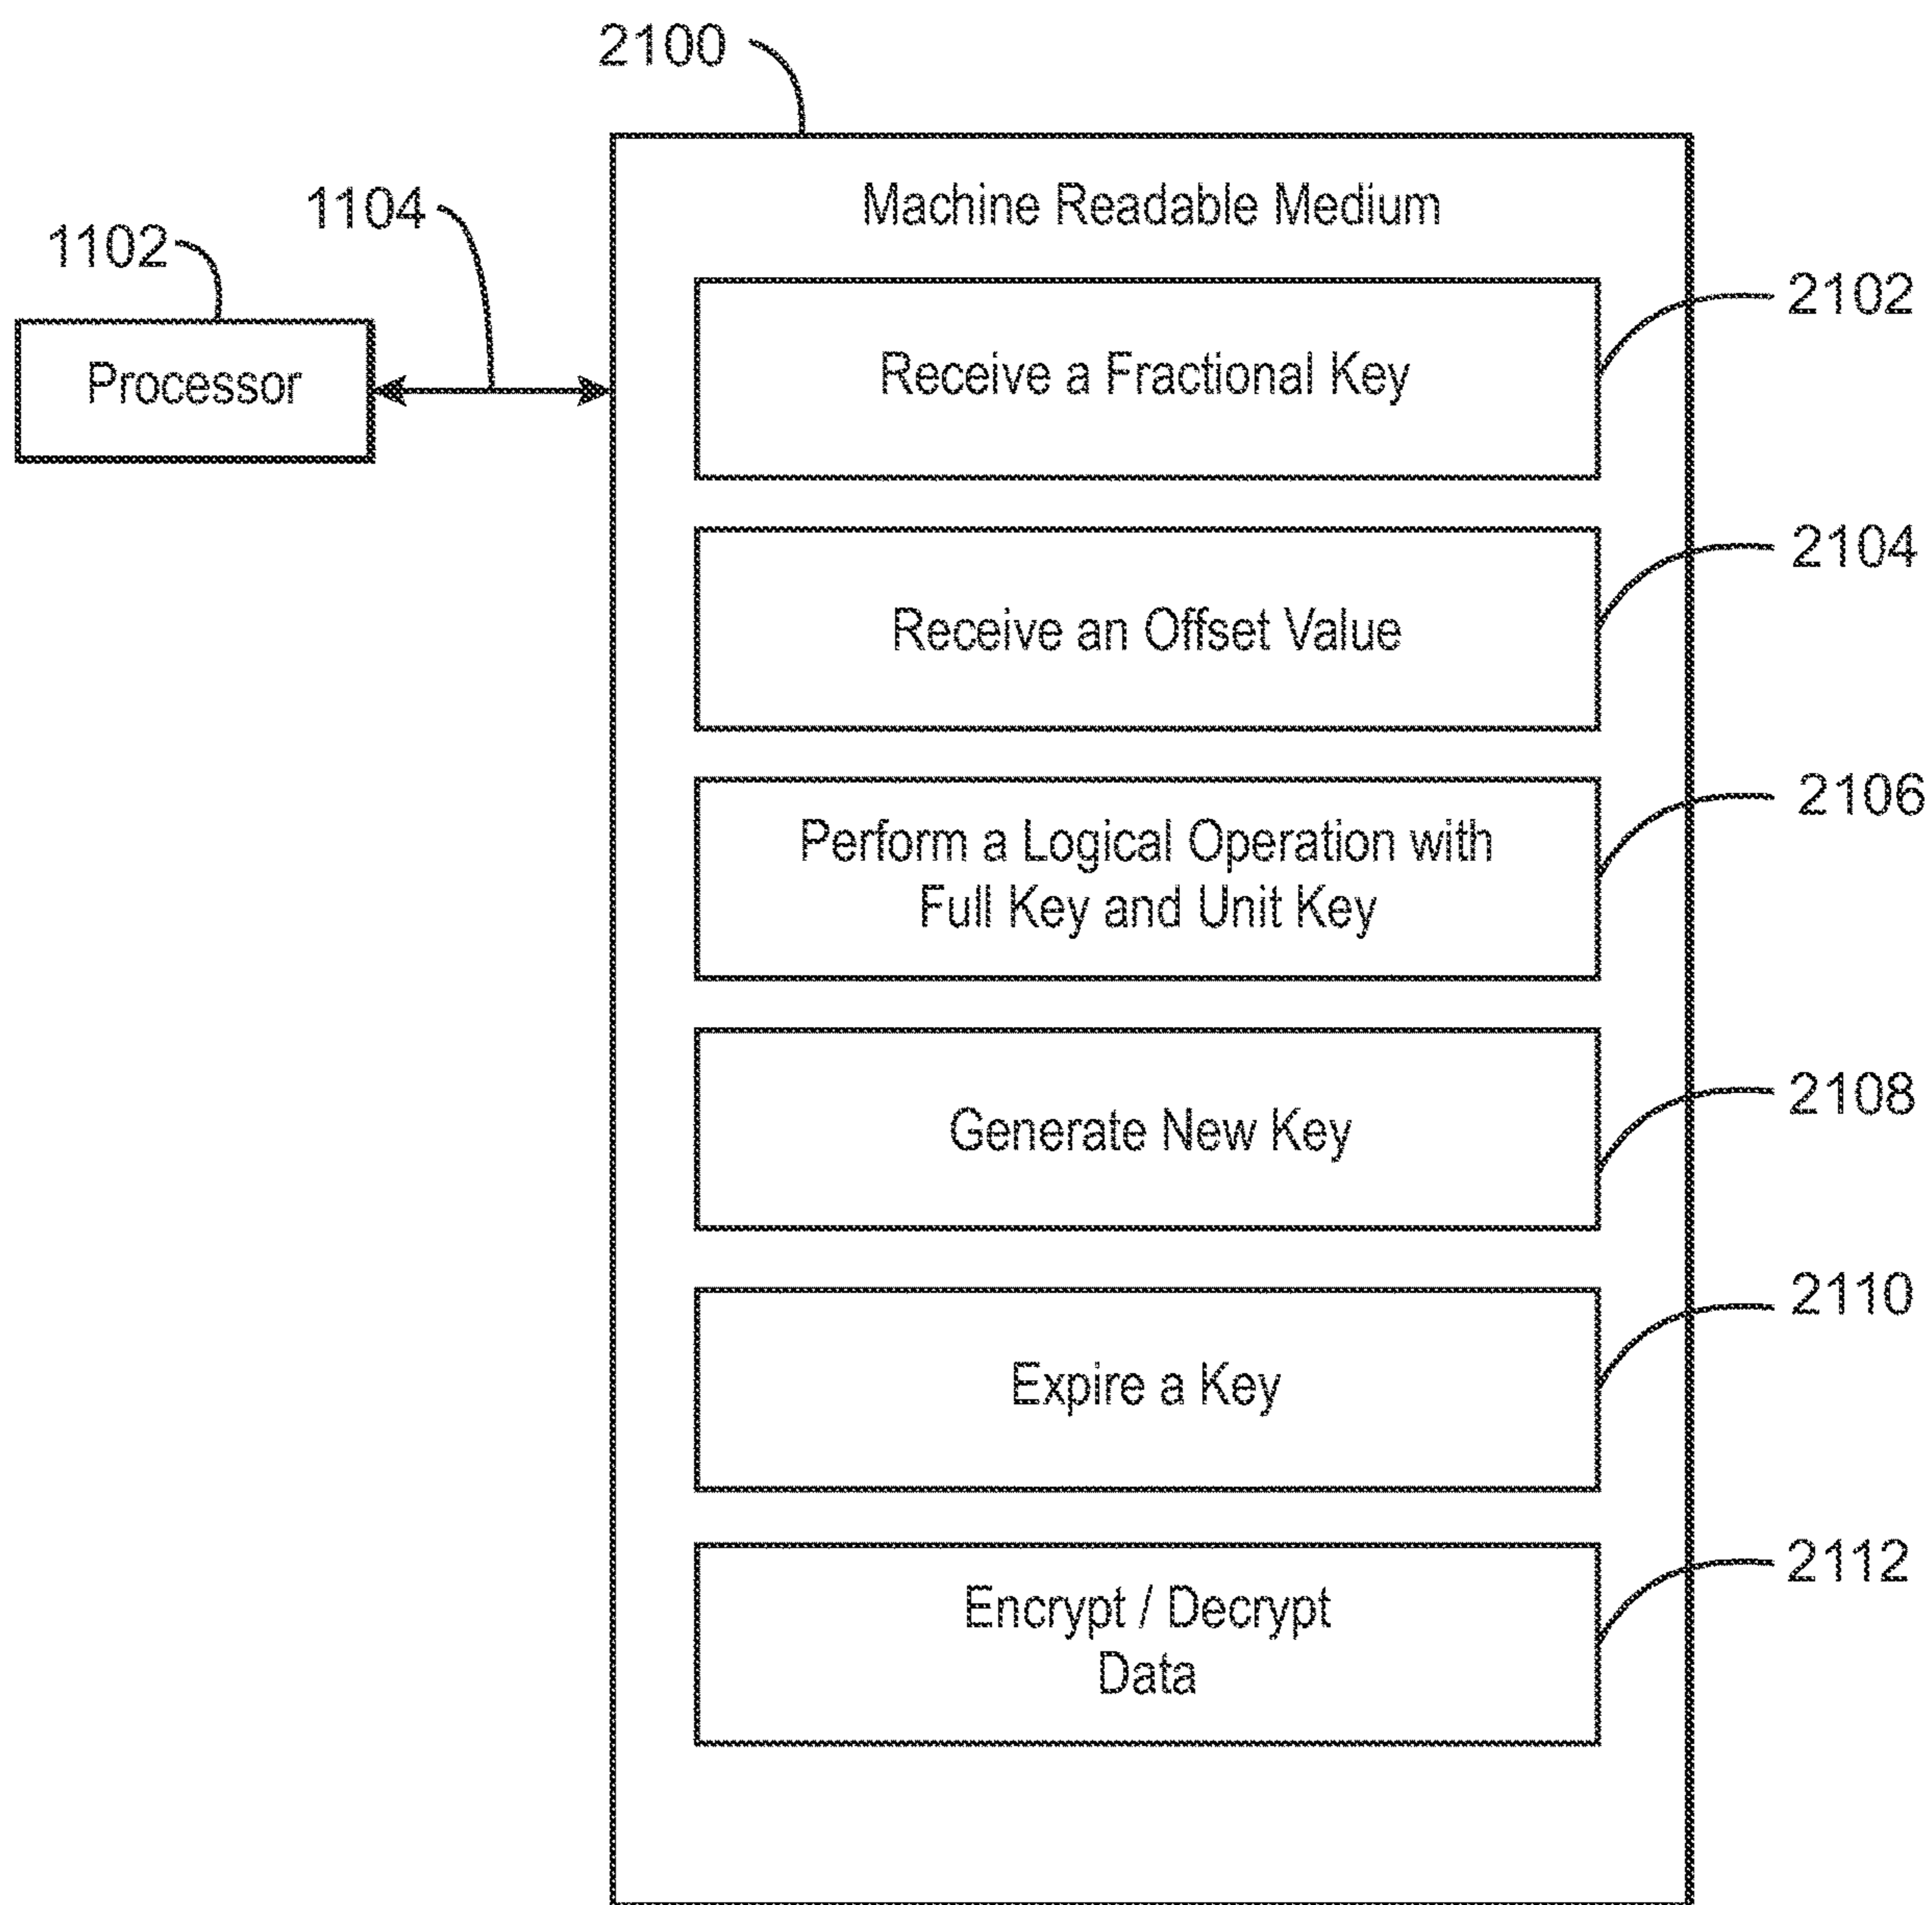 2100
1104
1102
Machine Readable Medium
Processor
2102
Receive a Fractional Key
2104
Receive an Offset Value
2106
Perform a Logical Operation with
Full Key and Unit Key
2108
Generate New Key
2110
Expire a Key
2112
Encrypt / Decrypt
Data